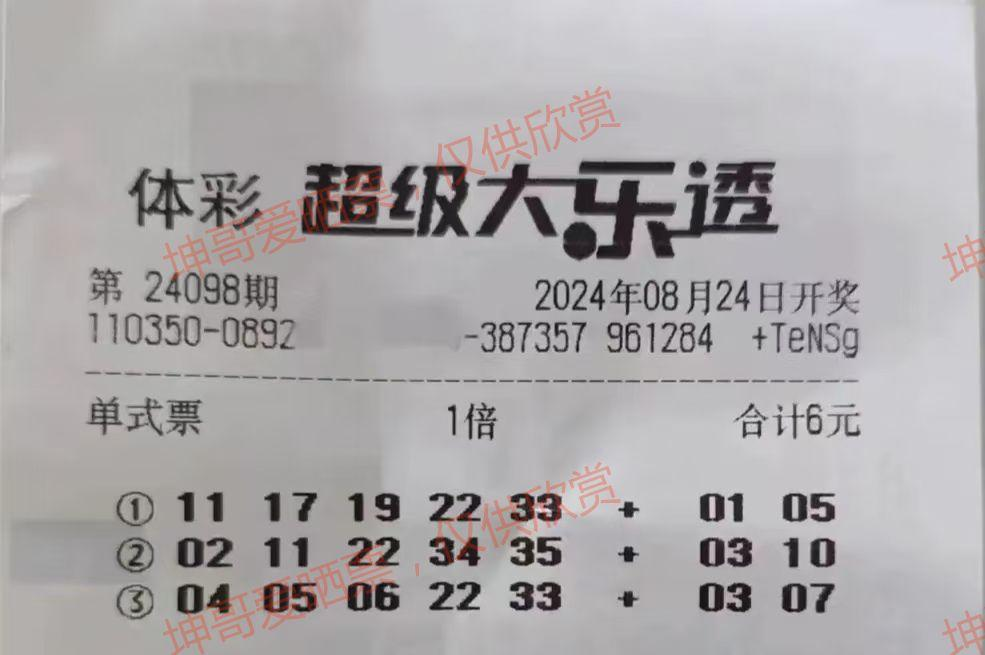 体彩 超级大乐透
第 24098期 2024年08月24日开奖
110350-0892 -387357 961284 +TeNSg
单式票 1倍 合计6元
① 11 17 19 22 33 + 01 05
② 02 11 22 34 35 + 03 10
③ 04 05 06 22 33 + 03 07
坤哥爱晒票，仅供欣赏
坤哥爱晒票，仅供欣赏
坤
坤